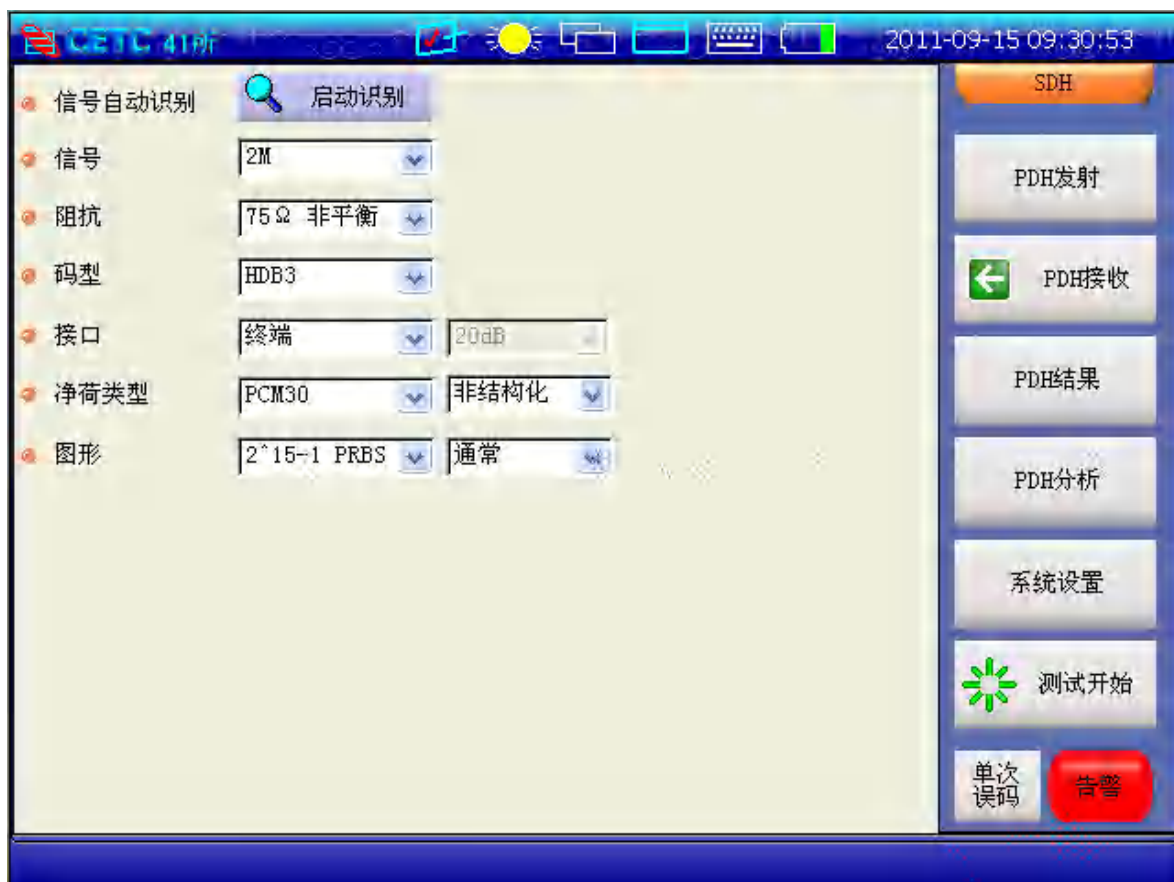 CETC 41所
2011-09-15 09:30:53
信号自动识别 启动识别
信号 2M
阻抗 75Ω 非平衡
码型 HDB3
接口 终端 20dB
净荷类型 PCM30 非结构化
图形 2^15-1 PRBS 通常
SDH
PDH发射
PDH接收
PDH结果
PDH分析
系统设置
测试开始
单次
误码
告警